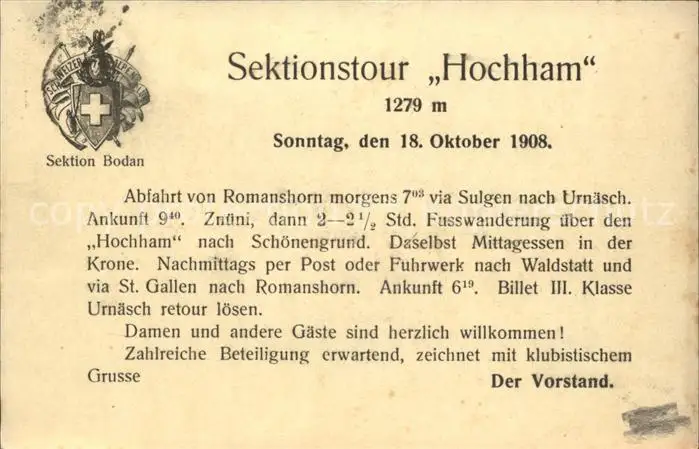 Sektionstour „Hochham“
1279 m
Sonntag, den 18. Oktober 1908.
Sektion Bodan
Abfahrt von Romanshorn morgens 7⁰³ via Sulgen nach Urnäsch.
Ankunft 9⁴⁰. Znüni, dann 2—2½ Std. Fusswanderung über den
„Hochham“ nach Schönengrund. Daselbst Mittagessen in der
Krone. Nachmittags per Post oder Fuhrwerk nach Waldstatt und
via St. Gallen nach Romanshorn. Ankunft 6¹⁹. Billet III. Klasse
Urnäsch retour lösen.
Damen und andere Gäste sind herzlich willkommen!
Zahlreiche Beteiligung erwartend, zeichnet mit klubistischem
Grusse
Der Vorstand.